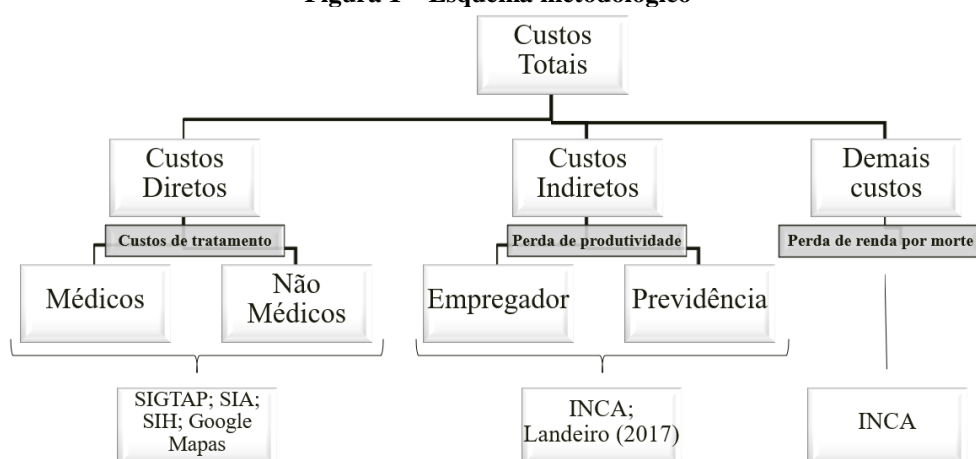 Figura 1 – Esquema metodológico
Custos
Totais
Custos
Diretos
Custos
Indiretos
Demais
custos
Custos de tratamento
Perda de produtividade
Perda de renda por morte
Médicos
Não
Médicos
Empregador
Previdência
SIGTAP; SIA;
SIH; Google
Mapas
INCA;
Landeiro (2017)
INCA